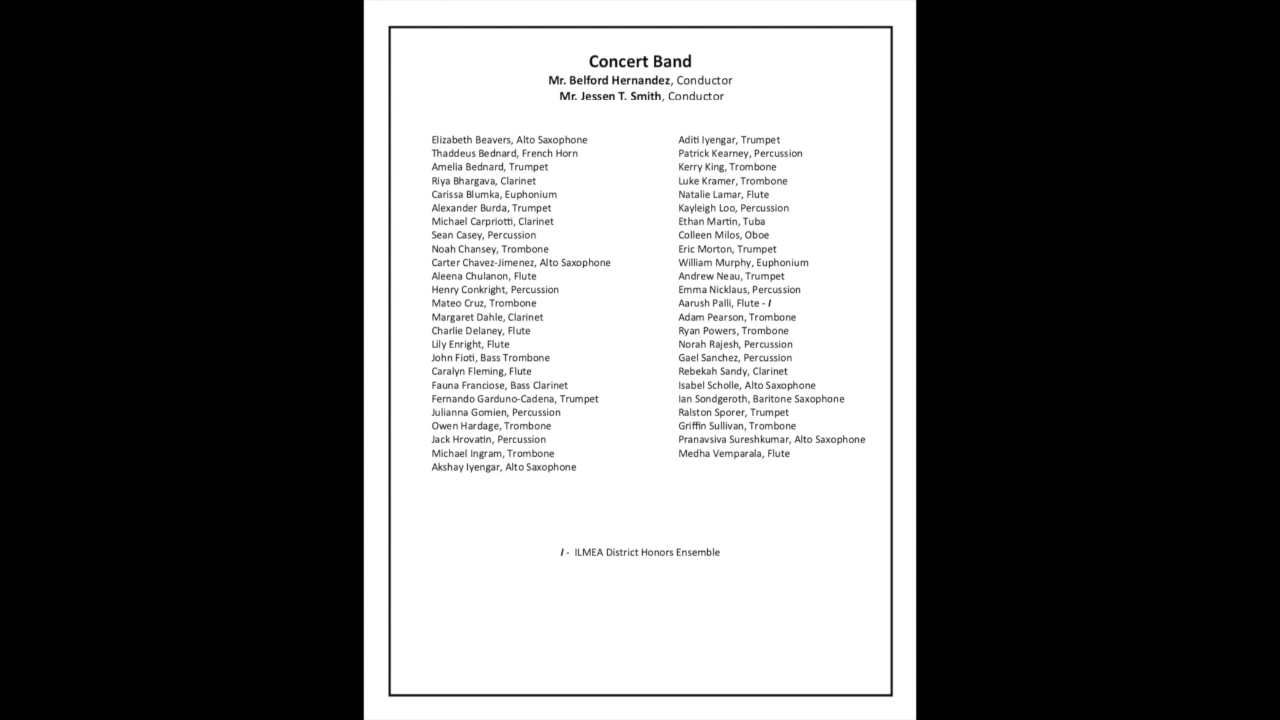 Concert Band
Mr. Belford Hernandez, Conductor
Mr. Jessen T. Smith, Conductor
Elizabeth Beavers, Alto Saxophone
Thaddeus Bednard, French Horn
Amelia Bednard, Trumpet
Riya Bhargava, Clarinet
Carissa Blumka, Euphonium
Alexander Burda, Trumpet
Michael Carpriotti, Clarinet
Sean Casey, Percussion
Noah Chansey, Trombone
Carter Chavez-Jimenez, Alto Saxophone
Aleena Chulanon, Flute
Henry Conkright, Percussion
Mateo Cruz, Trombone
Margaret Dahle, Clarinet
Charlie Delaney, Flute
Lily Enright, Flute
John Fioti, Bass Trombone
Caralyn Fleming, Flute
Fauna Franciose, Bass Clarinet
Fernando Garduno-Cadena, Trumpet
Julianna Gomien, Percussion
Owen Hardage, Trombone
Jack Hrovatin, Percussion
Michael Ingram, Trombone
Akshay Iyengar, Alto Saxophone
Aditi Iyengar, Trumpet
Patrick Kearney, Percussion
Kerry King, Trombone
Luke Kramer, Trombone
Natalie Lamar, Flute
Kayleigh Loo, Percussion
Ethan Martin, Tuba
Colleen Milos, Oboe
Eric Morton, Trumpet
William Murphy, Euphonium
Andrew Neau, Trumpet
Emma Nicklaus, Percussion
Aarush Palli, Flute - I
Adam Pearson, Trombone
Ryan Powers, Trombone
Norah Rajesh, Percussion
Gael Sanchez, Percussion
Rebekah Sandy, Clarinet
Isabel Scholle, Alto Saxophone
Ian Sondgeroth, Baritone Saxophone
Ralston Sporer, Trumpet
Griffin Sullivan, Trombone
Pranavsiva Sureshkumar, Alto Saxophone
Medha Vemparala, Flute
I - ILMEA District Honors Ensemble